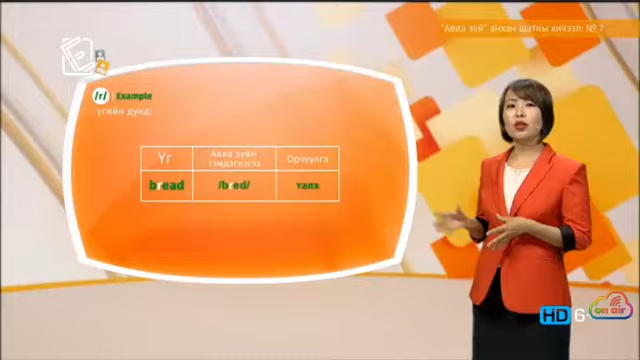 "Авиа зүй" анхан шатны хичээл: № 7
/r/ Example
үгийн дунд:
Үг
Авиа зүйн тэмдэглэгээ
Орчуулга
bread
/bred/
талх
HD
6+
on air